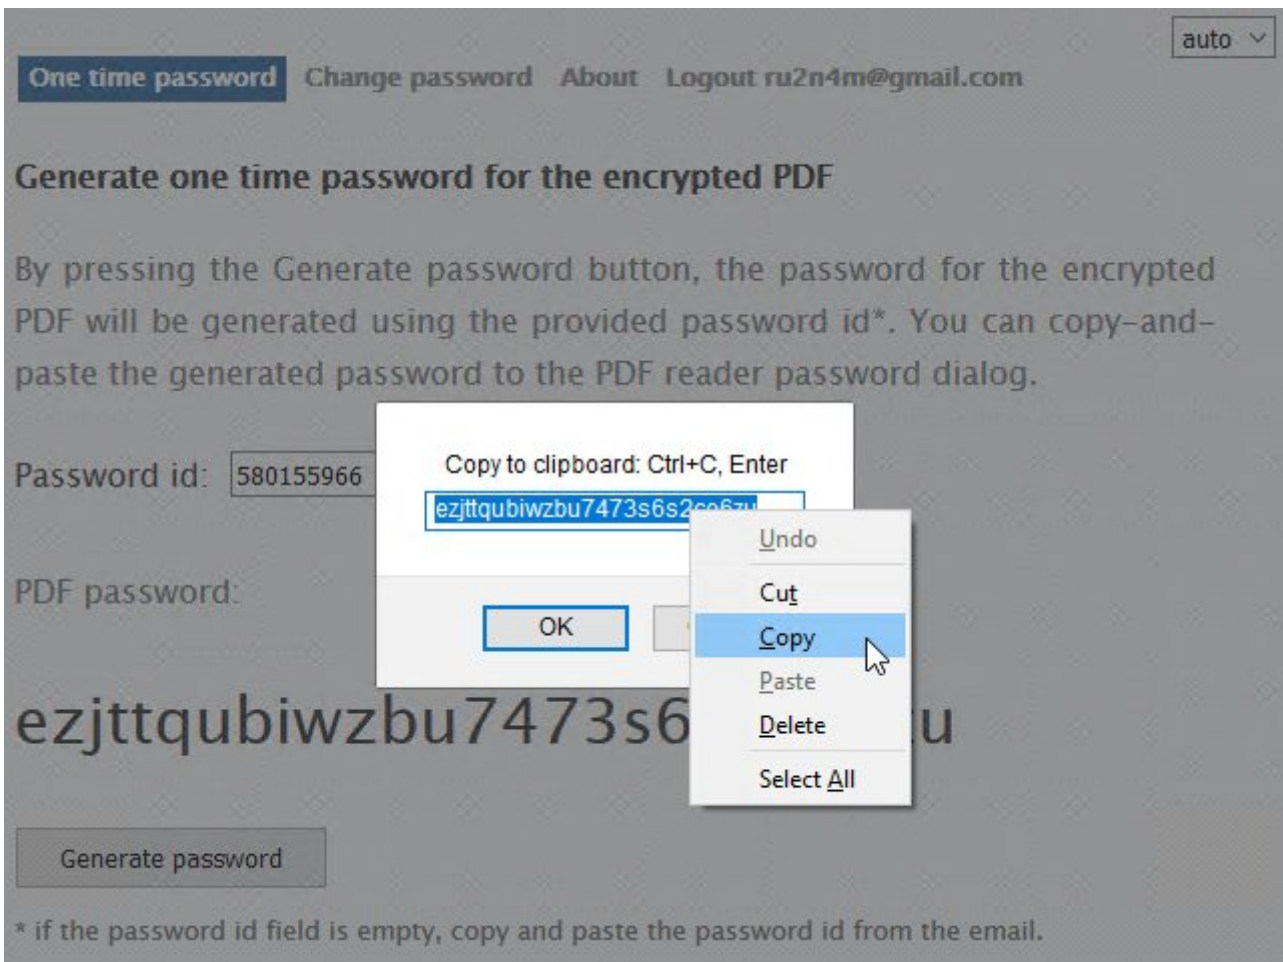 auto
One time password Change password About Logout ru2n4m@gmail.com
Generate one time password for the encrypted PDF
By pressing the Generate password button, the password for the encrypted
PDF will be generated using the provided password id*. You can copy-and-
paste the generated password to the PDF reader password dialog.
Copy to clipboard: Ctrl+C, Enter
Password id: 580155966
ezjttqubiwzbu7473s6s2co6zu
Undo
Cut
Copy
Paste
Delete
Select All
OK
PDF password:
ezjttqubiwzbu7473s6 zu
Generate password
* if the password id field is empty, copy and paste the password id from the email.